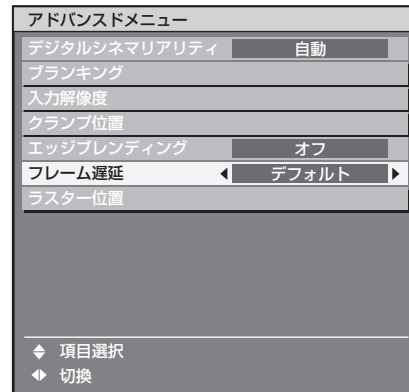 アドバンスドメニュー
デジタルシネマリアリティ 自動
ブランキング
入力解像度
クランプ位置
エッジブレンディング オフ
フレーム遅延 デフォルト
ラスター位置
項目選択
切換